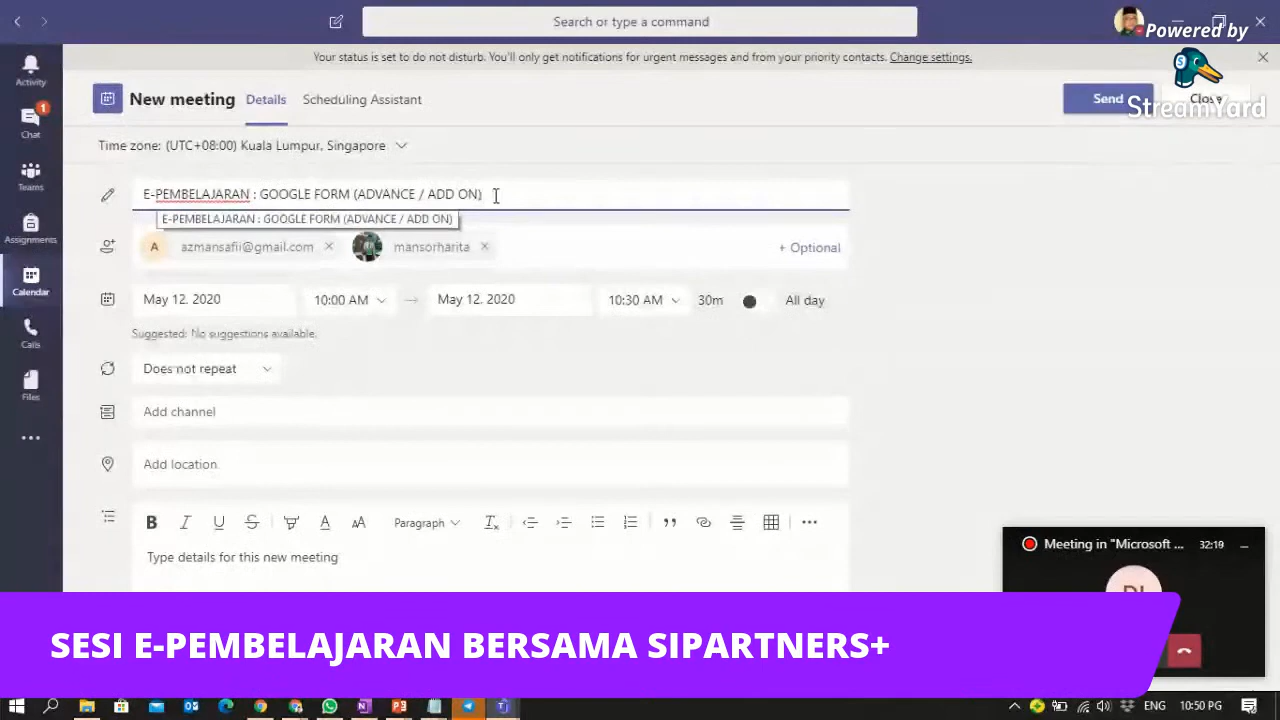 Search or type a command
Powered by
Your status is set to do not disturb. You'll only get notifications for urgent messages and from your priority contacts. Change settings.
Activity
New meeting
Details
Scheduling Assistant
Send
Close
StreamYard
1
Chat
Time zone: (UTC+08:00) Kuala Lumpur, Singapore
Teams
E-PEMBELAJARAN : GOOGLE FORM (ADVANCE / ADD ON)
E-PEMBELAJARAN : GOOGLE FORM (ADVANCE / ADD ON)
Assignments
A azmansafii@gmail.com × mansorharita ×
+ Optional
Calendar
May 12, 2020 10:00 AM → May 12, 2020 10:30 AM 30m All day
Suggested: No suggestions available.
Calls
Does not repeat
Files
Add channel
Add location
B I U S A AA Paragraph
Type details for this new meeting
Meeting in "Microsoft ... 32:19
SESI E-PEMBELAJARAN BERSAMA SIPARTNERS+
ENG 10:50 PG